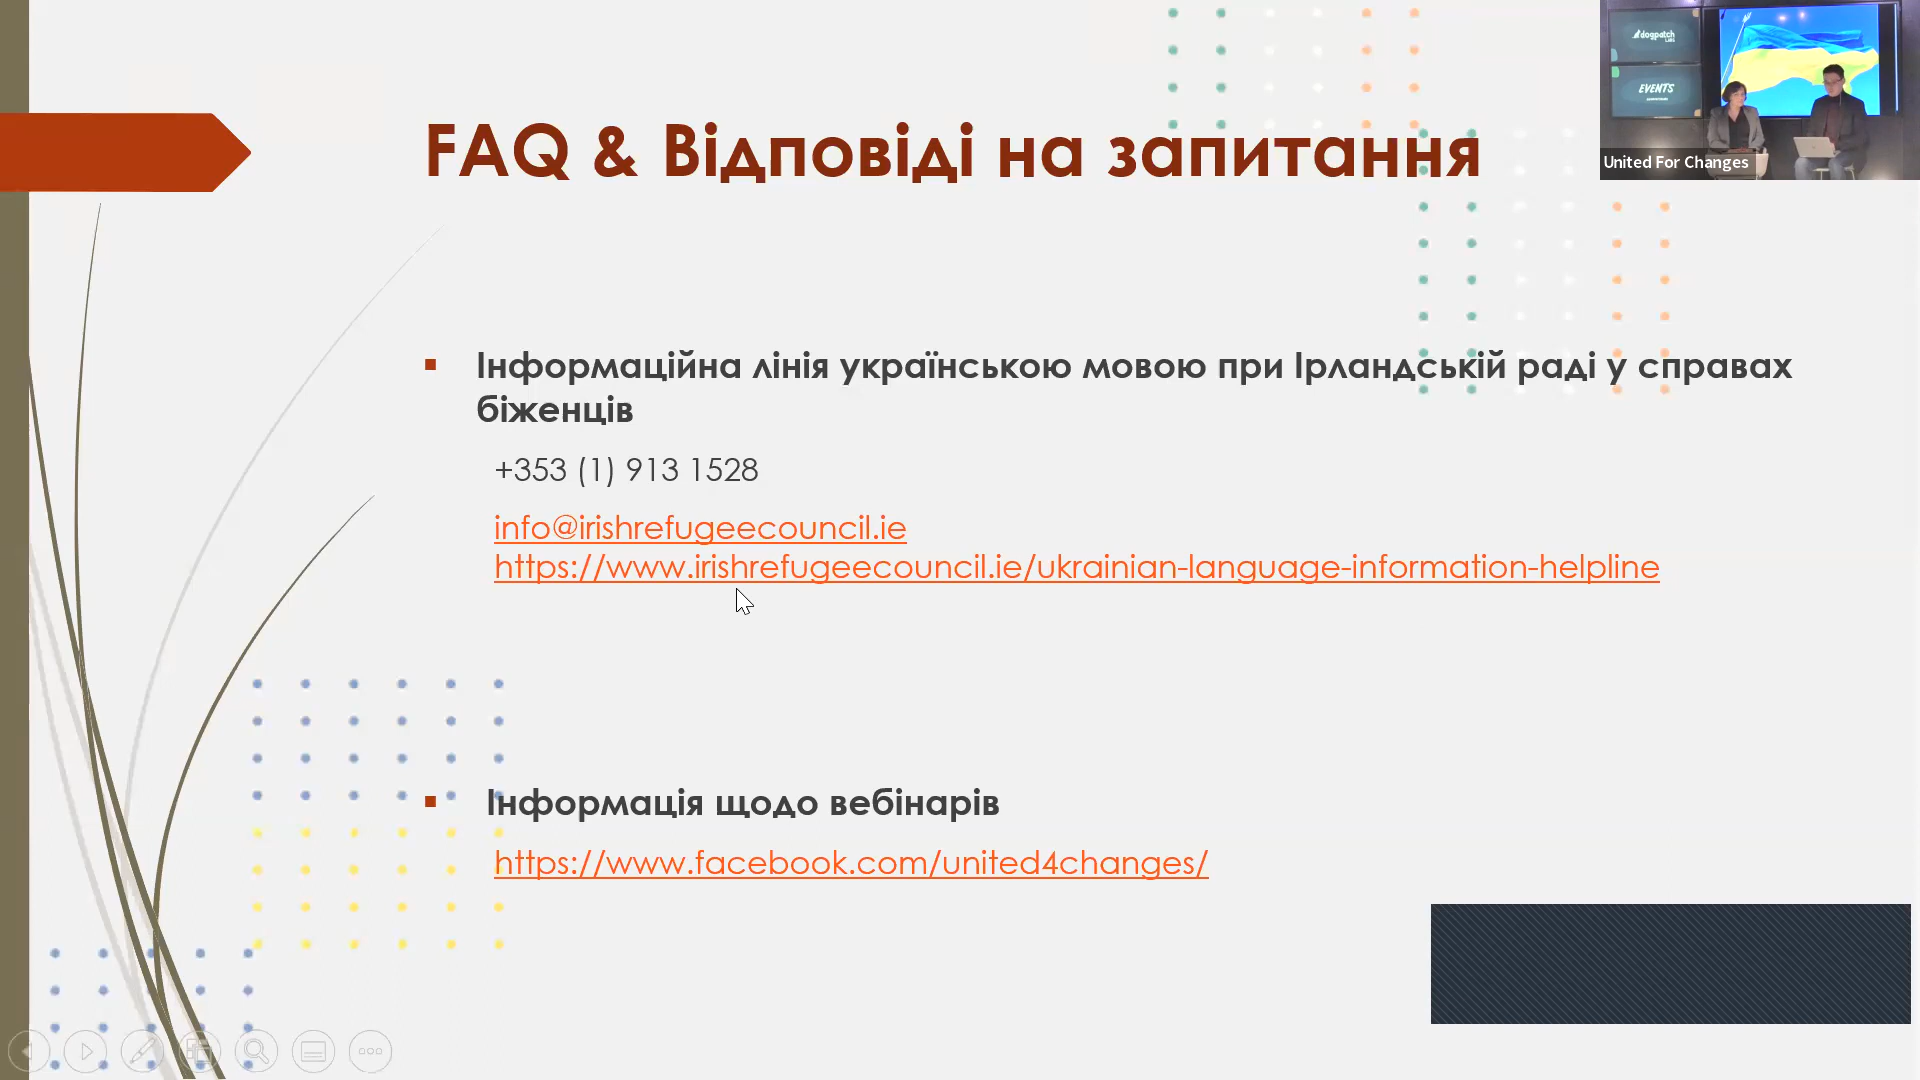 dogpatch
LABS
EVENTS
United For Changes
FAQ & Відповіді на запитання
Інформаційна лінія українською мовою при Ірландській раді у справах
біженців
+353 (1) 913 1528
info@irishrefugeecouncil.ie
https://www.irishrefugeecouncil.ie/ukrainian-language-information-helpline
Інформація щодо вебінарів
https://www.facebook.com/united4changes/